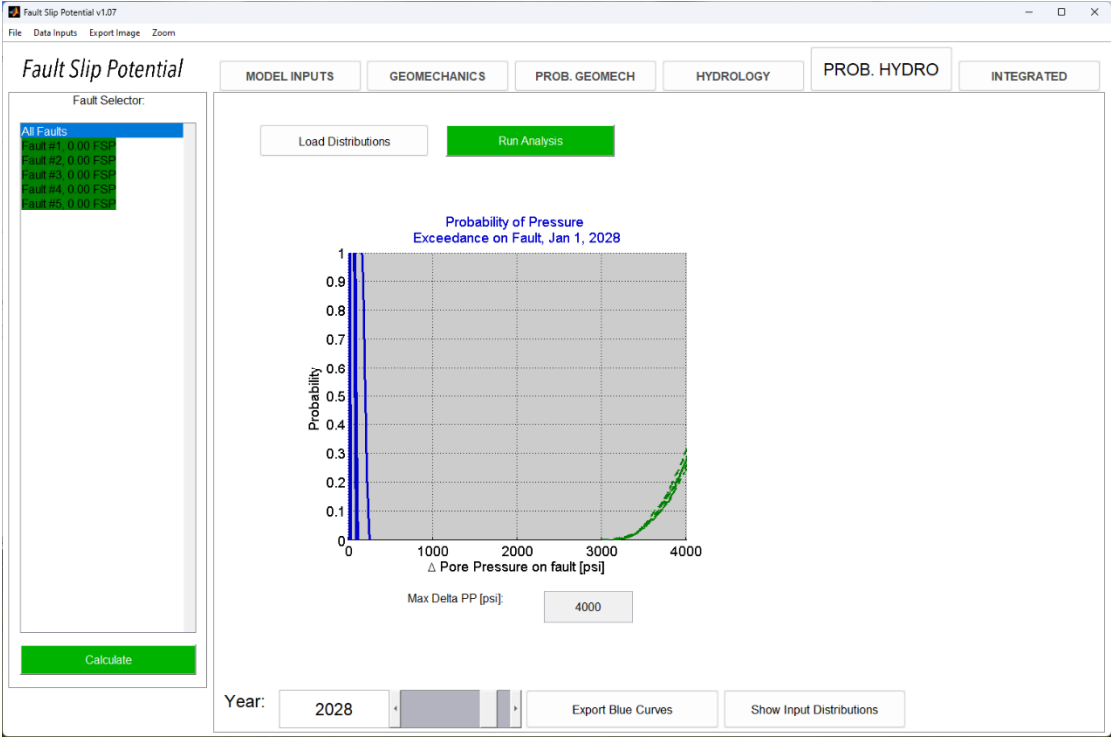 Fault Slip Potential v1.07
File Data Inputs Export Image Zoom
Fault Slip Potential
MODEL INPUTS
GEOMECHANICS
PROB. GEOMECH
HYDROLOGY
PROB. HYDRO
INTEGRATED
Fault Selector:
All Faults
Fault #1, 0.00 FSP
Fault #2, 0.00 FSP
Fault #3, 0.00 FSP
Fault #4, 0.00 FSP
Fault #5, 0.00 FSP
Calculate
Load Distributions
Run Analysis
Probability of Pressure
Exceedance on Fault, Jan 1, 2028
Probability
1
0.9
0.8
0.7
0.6
0.5
0.4
0.3
0.2
0.1
0
0 1000 2000 3000 4000
Δ Pore Pressure on fault [psi]
Max Delta PP [psi]:
4000
Year:
2028
Export Blue Curves
Show Input Distributions